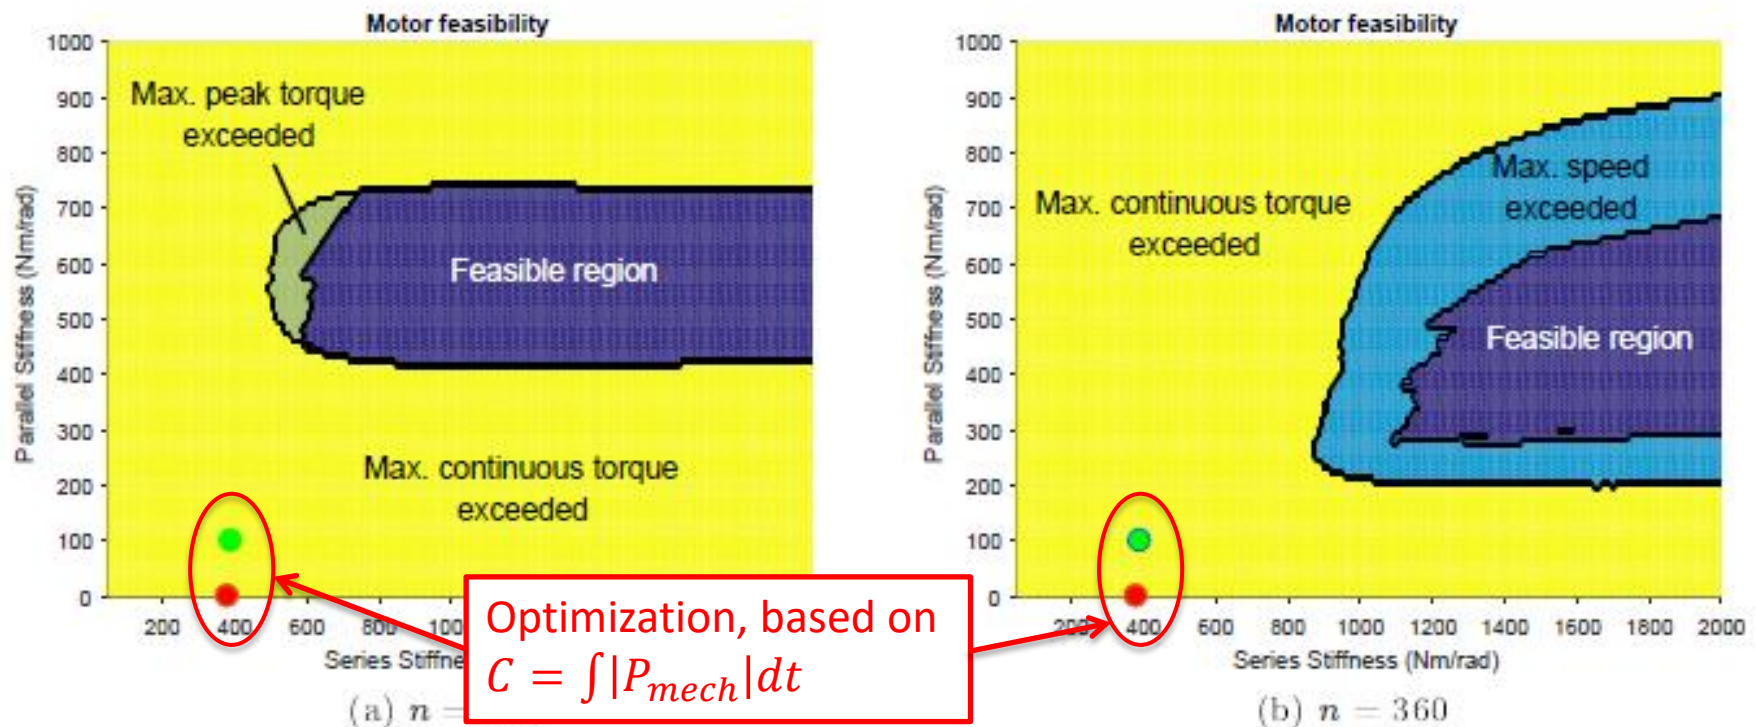 Motor feasibility
1000
900
800
700
600
500
400
300
200
100
0
Parallel Stiffness (Nm/rad)
Max. peak torque
exceeded
Feasible region
Max. continuous torque
exceeded
200 400 600 800
Series
(a) n =
Motor feasibility
1000
900
800
700
600
500
400
300
200
100
0
Parallel Stiffness (Nm/rad)
Max. continuous torque
exceeded
Max. speed
exceeded
Feasible region
200 400 600 800 1000 1200 1400 1600 1800 2000
Series Stiffness (Nm/rad)
(b) n = 360
Optimization, based on
C = ∫|P_mech|dt